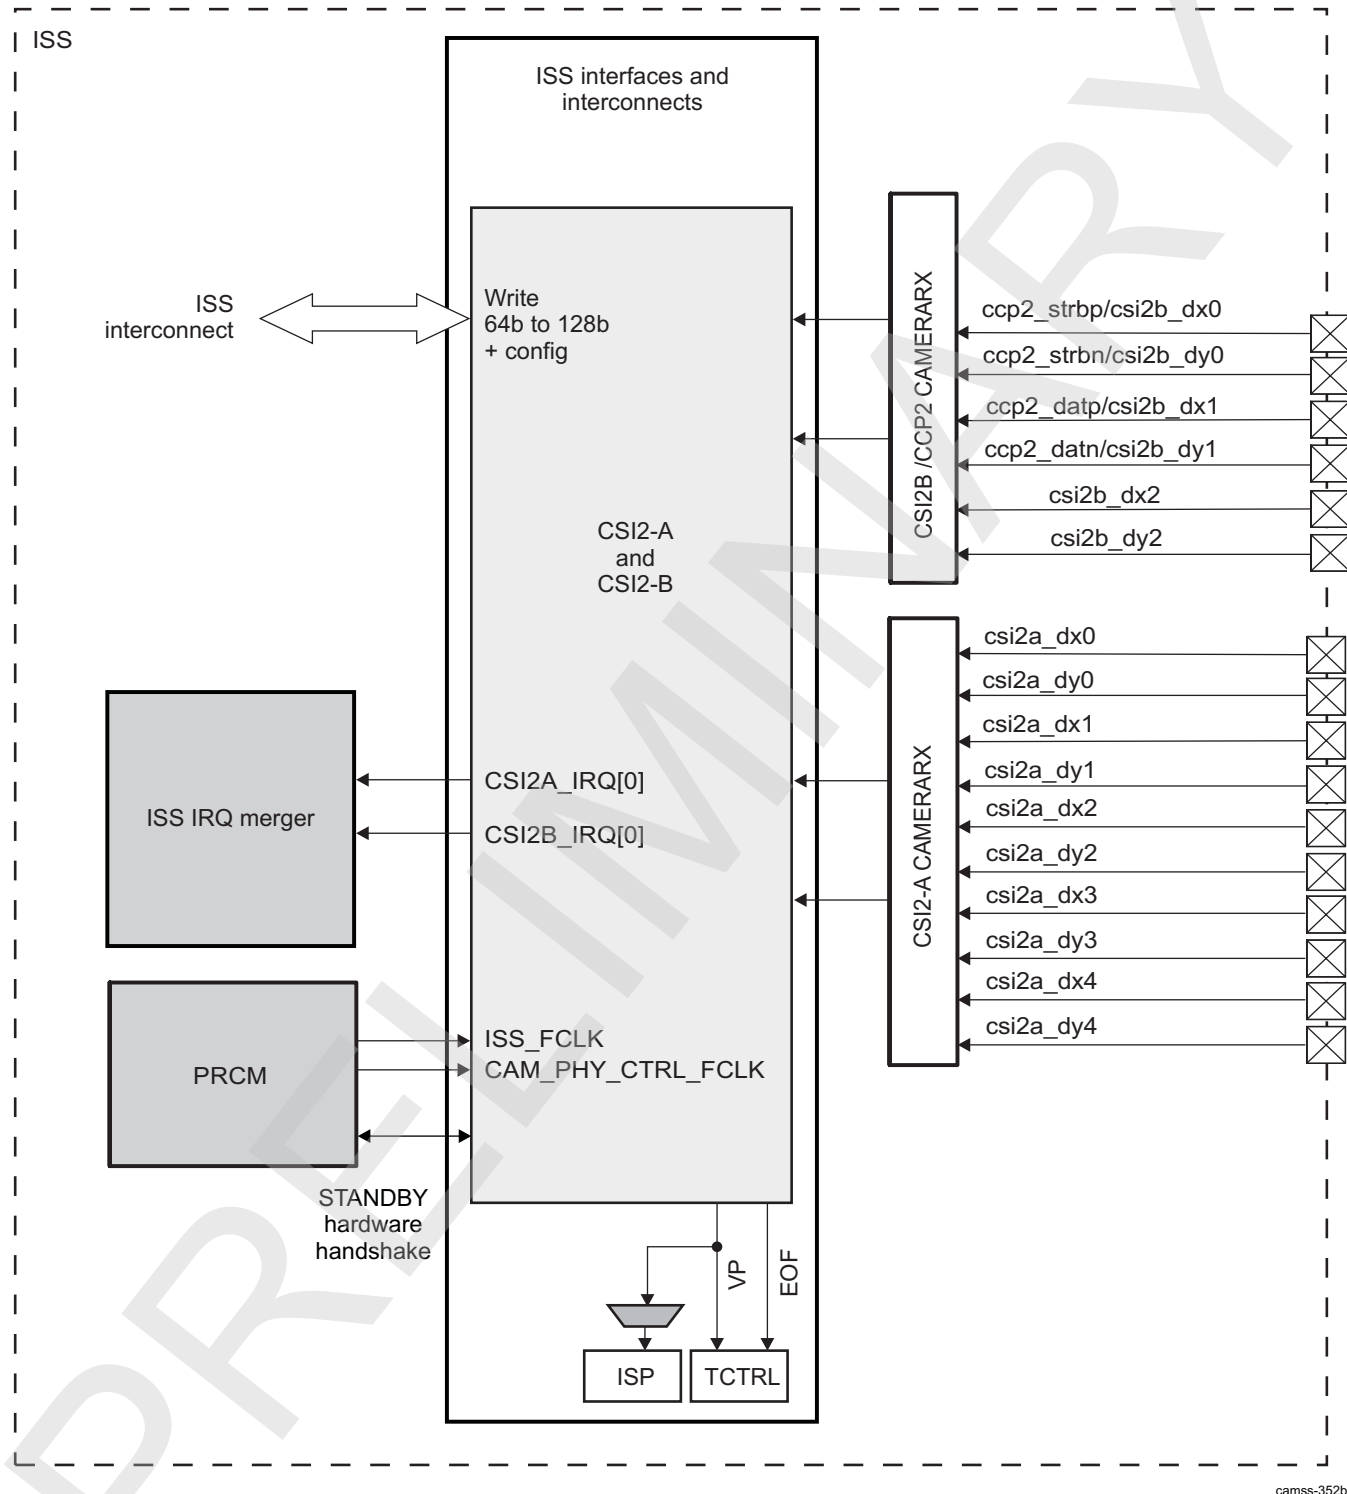 ISS
ISS interfaces and
interconnects
ISS
interconnect
Write
64b to 128b
+ config
CSI2-A
and
CSI2-B
CSI2B /CCP2 CAMERARX
ccp2_strbp/csi2b_dx0
ccp2_strbn/csi2b_dy0
ccp2_datp/csi2b_dx1
ccp2_datn/csi2b_dy1
csi2b_dx2
csi2b_dy2
CSI2-A CAMERARX
csi2a_dx0
csi2a_dy0
csi2a_dx1
csi2a_dy1
csi2a_dx2
csi2a_dy2
csi2a_dx3
csi2a_dy3
csi2a_dx4
csi2a_dy4
ISS IRQ merger
CSI2A_IRQ[0]
CSI2B_IRQ[0]
PRCM
ISS_FCLK
CAM_PHY_CTRL_FCLK
STANDBY
hardware
handshake
VP
EOF
ISP
TCTRL
PRELIMINARY
camss-352b